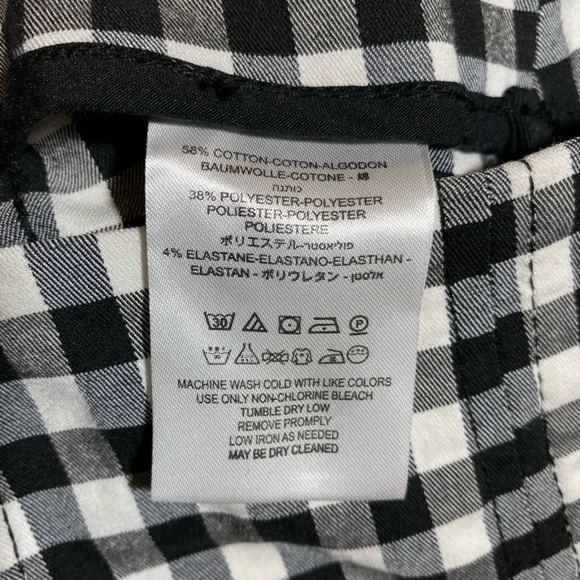 58% COTTON-COTON-ALGODON
BAUMWOLLE-COTONE - 綿
כותנה
38% POLYESTER-POLYESTER
POLIESTER-POLYESTER
POLIESTERE
ポリエステル-פוליאסטר
4% ELASTANE-ELASTANO-ELASTHAN -
ELASTAN - ポリウレタン - אלסטן
30
P
MACHINE WASH COLD WITH LIKE COLORS
USE ONLY NON-CHLORINE BLEACH
TUMBLE DRY LOW
REMOVE PROMPLY
LOW IRON AS NEEDED
MAY BE DRY CLEANED